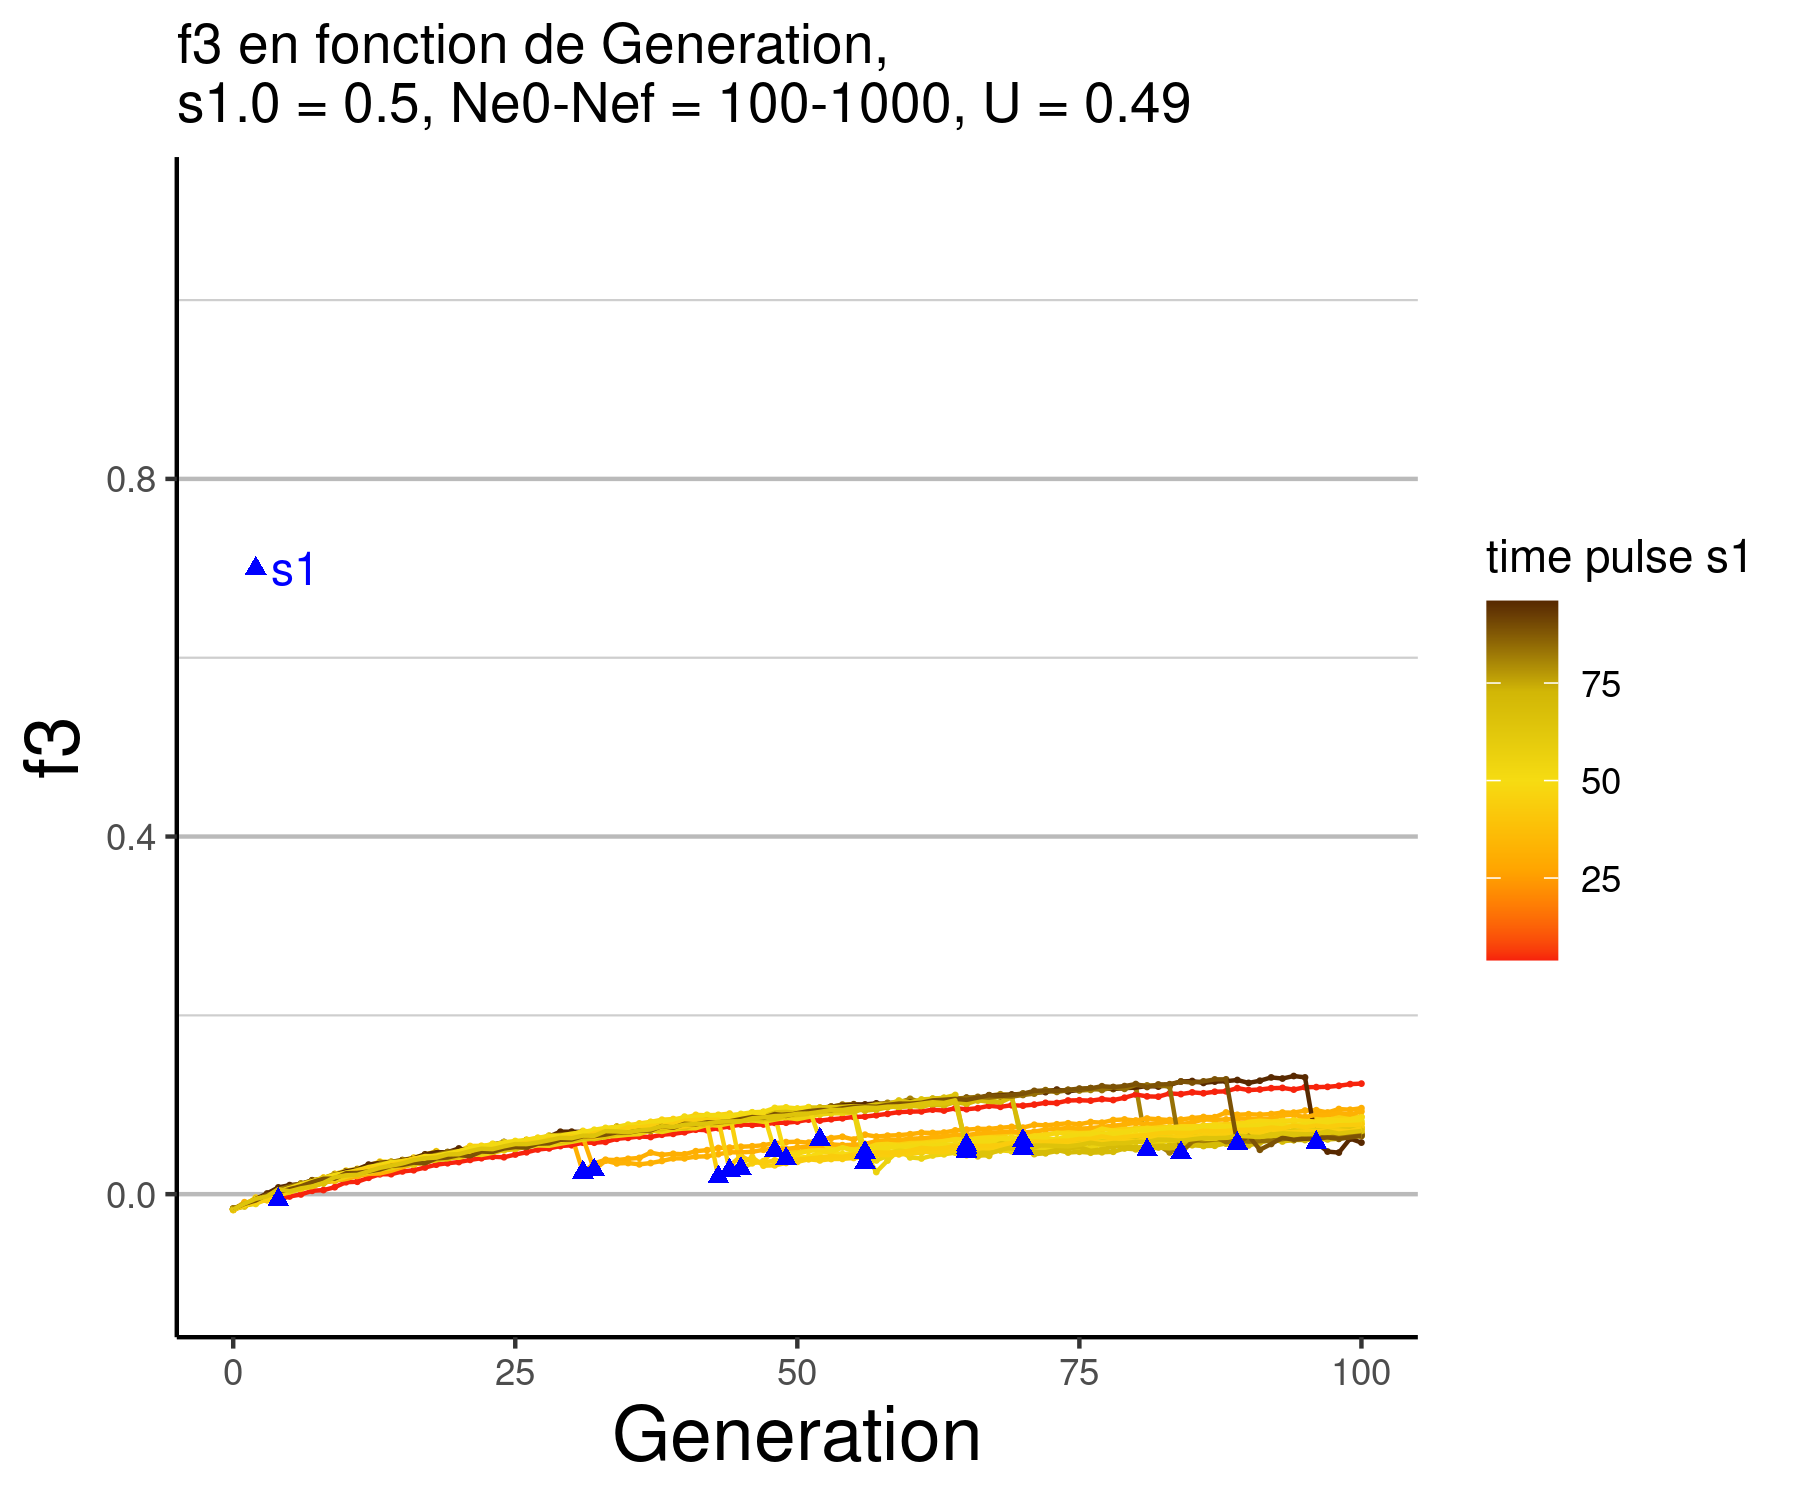 f3 en fonction de Generation,
s1.0 = 0.5, Ne0-Nef = 100-1000, U = 0.49
f3
0.8
0.4
0.0
s1
0
25
50
75
100
Generation
time pulse s1
75
50
25